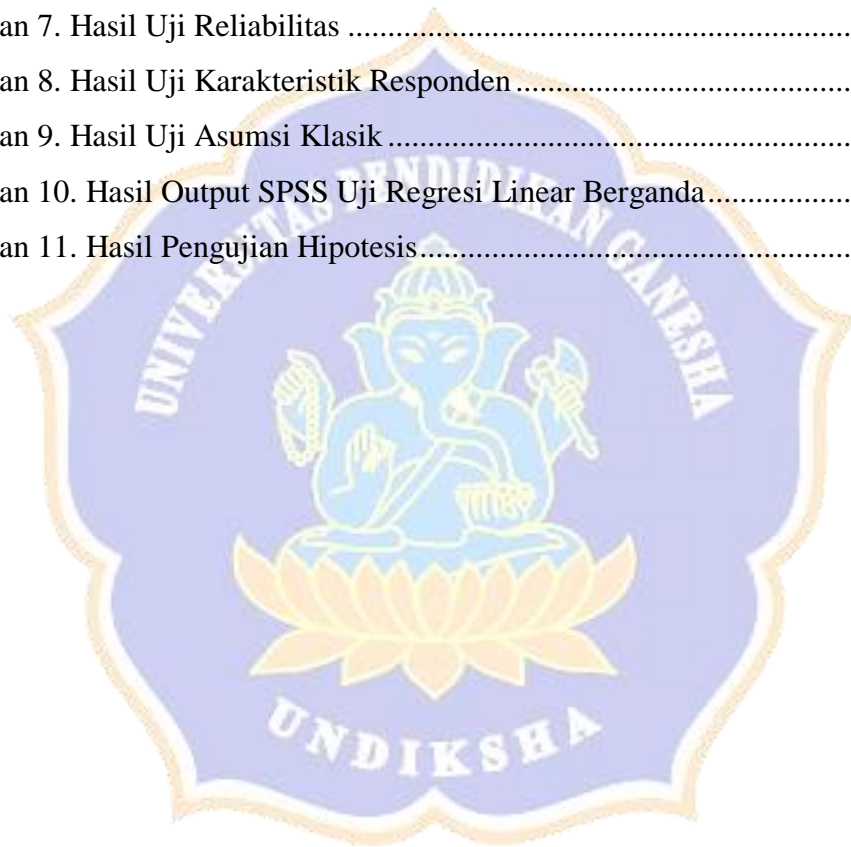 an 7. Hasil Uji Reliabilitas ........................................................................
an 8. Hasil Uji Karakteristik Responden ................................................
an 9. Hasil Uji Asumsi Klasik ..................................................................
an 10. Hasil Output SPSS Uji Regresi Linear Berganda....................
an 11. Hasil Pengujian Hipotesis..............................................................
UNIVERSITAS PENDIDIKAN GANESHA
UNDIKSHA